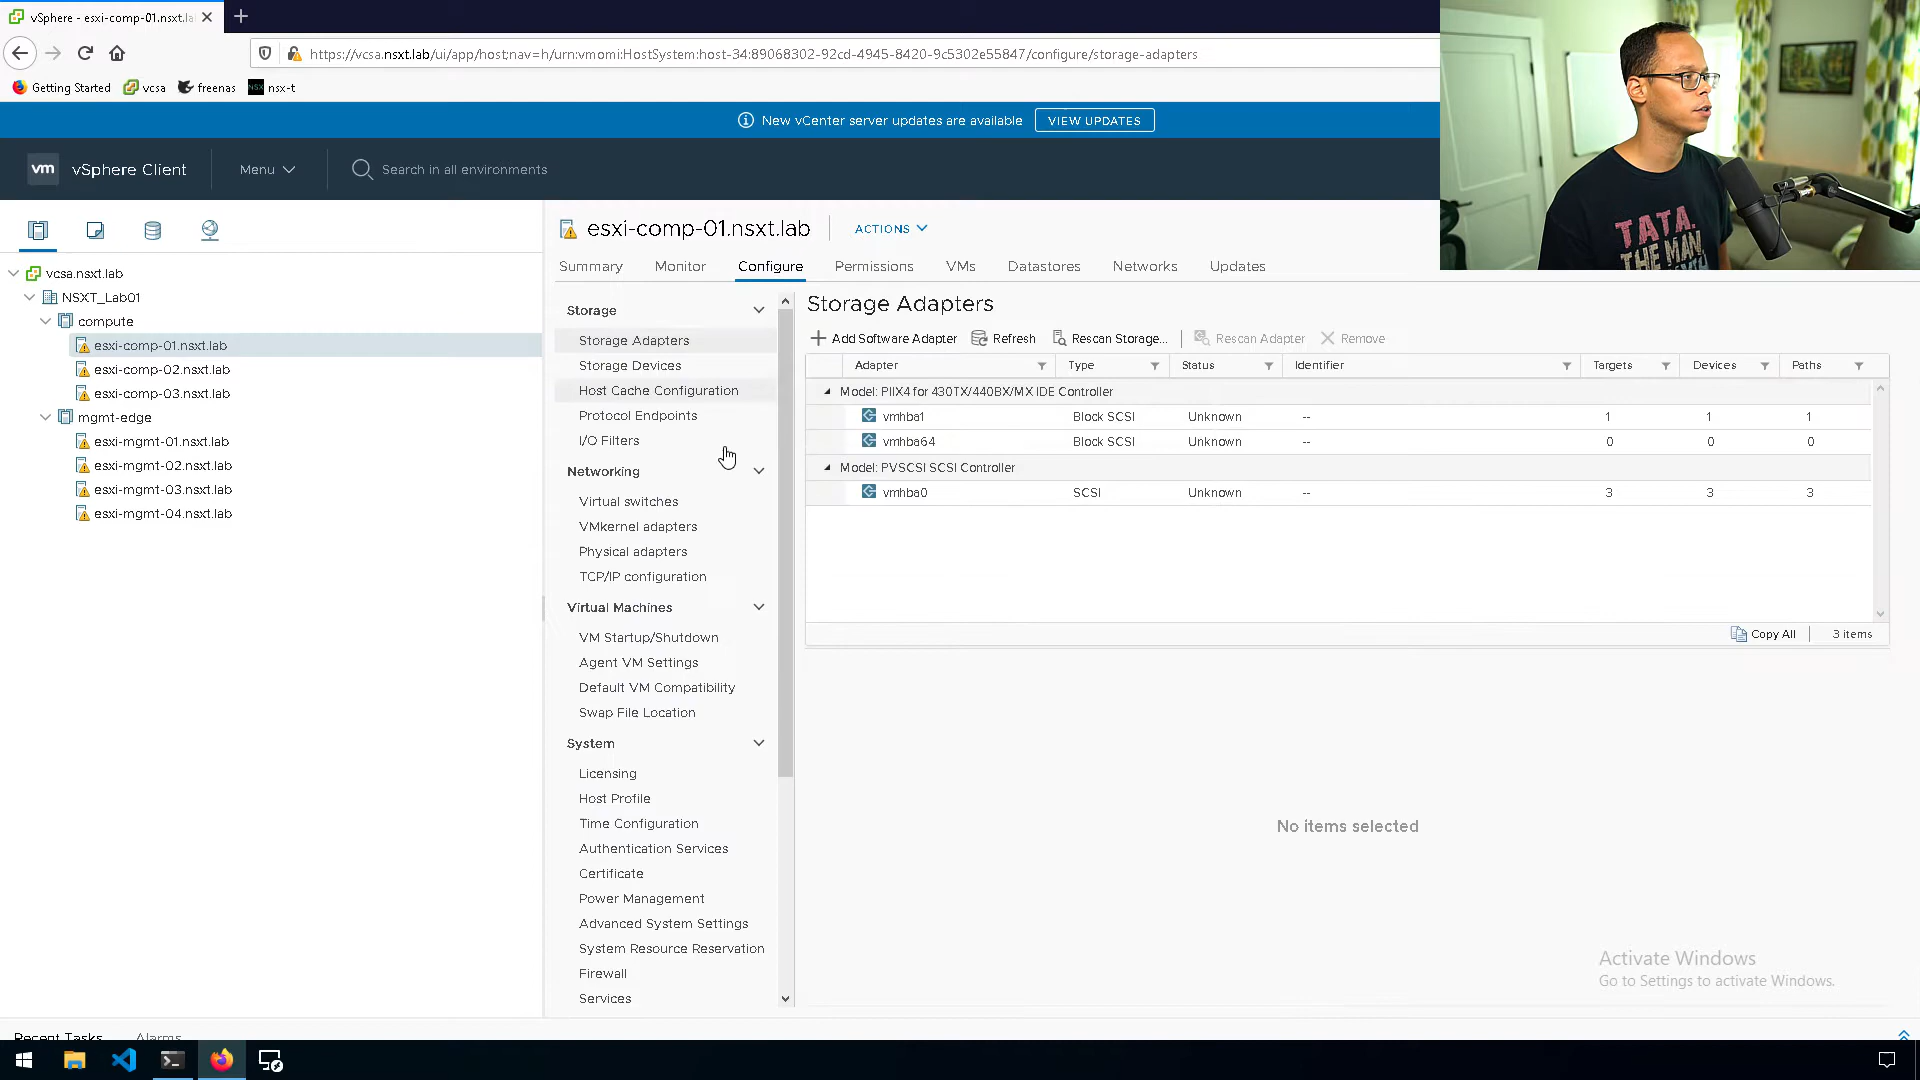 vSphere - esxi-comp-01.nsxt.la
https://vcsa.nsxt.lab/ui/app/host;nav=h/urn:vmomi:HostSystem:host-34:89068302-92cd-4945-8420-9c5302e55847/configure/storage-adapters
Getting Started
vcsa
freenas
NSX
nsx-t
New vCenter server updates are available
VIEW UPDATES
vm
vSphere Client
Menu
Search in all environments
TATA.
THE MAN.
vcsa.nsxt.lab
NSXT_Lab01
compute
esxi-comp-01.nsxt.lab
esxi-comp-02.nsxt.lab
esxi-comp-03.nsxt.lab
mgmt-edge
esxi-mgmt-01.nsxt.lab
esxi-mgmt-02.nsxt.lab
esxi-mgmt-03.nsxt.lab
esxi-mgmt-04.nsxt.lab
esxi-comp-01.nsxt.lab
ACTIONS
Summary Monitor Configure Permissions VMs Datastores Networks Updates
Storage
Storage Adapters
Storage Devices
Host Cache Configuration
Protocol Endpoints
I/O Filters
Networking
Virtual switches
VMkernel adapters
Physical adapters
TCP/IP configuration
Virtual Machines
VM Startup/Shutdown
Agent VM Settings
Default VM Compatibility
Swap File Location
System
Licensing
Host Profile
Time Configuration
Authentication Services
Certificate
Power Management
Advanced System Settings
System Resource Reservation
Firewall
Services
Storage Adapters
Add Software Adapter Refresh Rescan Storage... Rescan Adapter Remove
Adapter Type Status Identifier Targets Devices Paths
Model: PIIX4 for 430TX/440BX/MX IDE Controller
vmhba1 Block SCSI Unknown -- 1 1 1
vmhba64 Block SCSI Unknown -- 0 0 0
Model: PVSCSI SCSI Controller
vmhba0 SCSI Unknown -- 3 3 3
Copy All 3 items
No items selected
Activate Windows
Go to Settings to activate Windows.
Recent Tasks Alarms